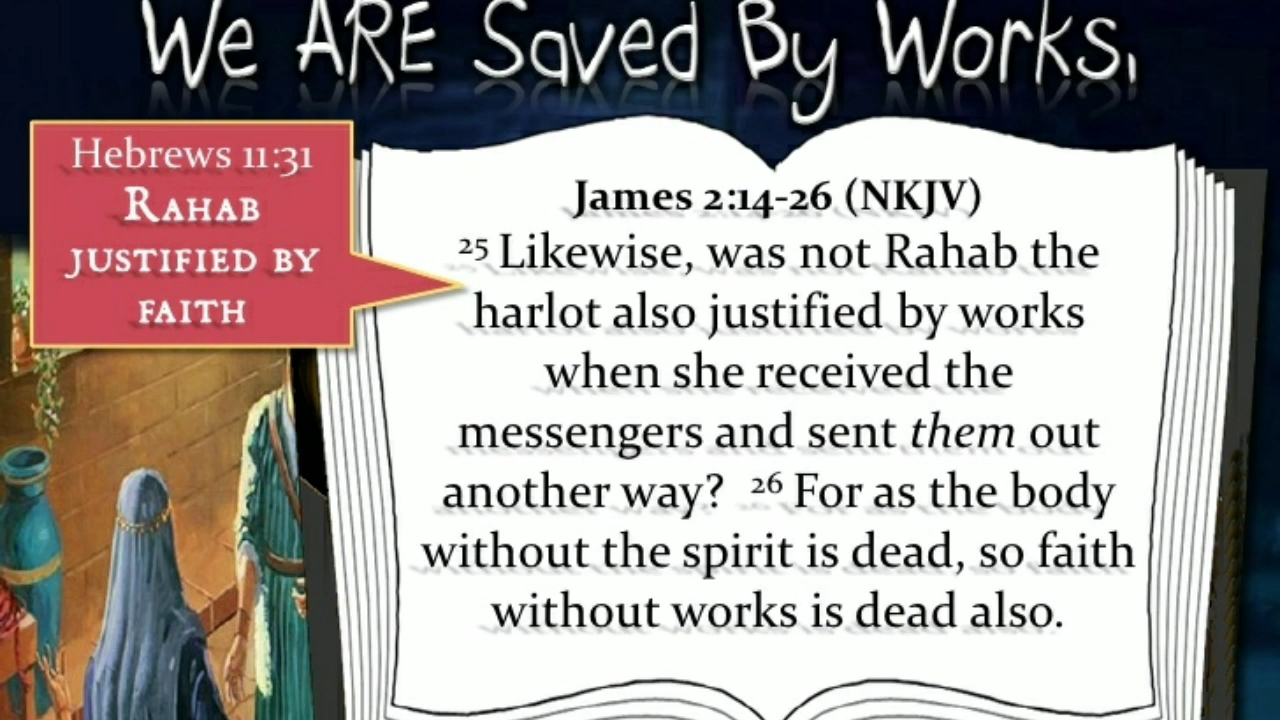 We ARE Saved By Works.
Hebrews 11:31
Rahab
justified by
faith
James 2:14-26 (NKJV)
25 Likewise, was not Rahab the
harlot also justified by works
when she received the
messengers and sent them out
another way? 26 For as the body
without the spirit is dead, so faith
without works is dead also.